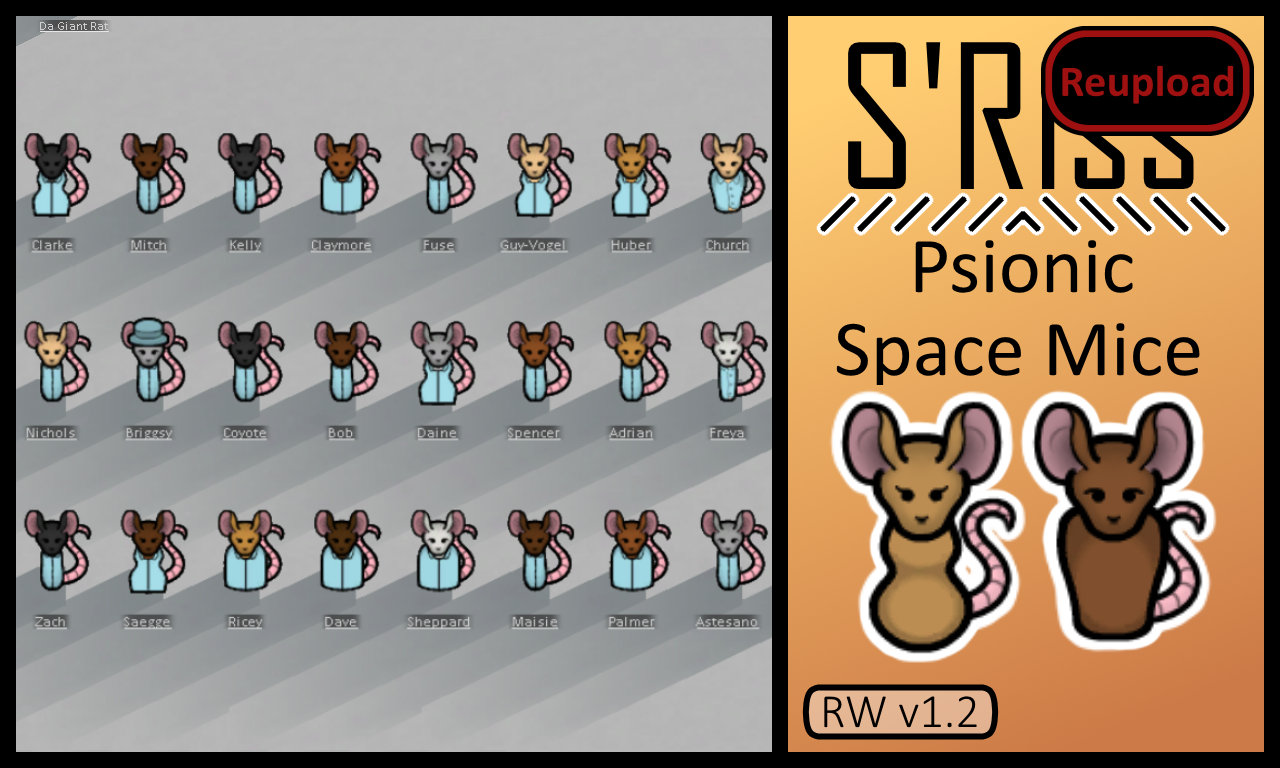 Da Giant Rat
Clarke Mitch Kelly Claymore Fuse Guy-Vogel Huber Church
Nichols Briggsy Coyote Bob Daine Spencer Adrian Freya
Zach Saegge Ricey Dave Sheppard Maisie Palmer Astesano
S'Riss
Reupload
Psionic
Space Mice
RW v1.2